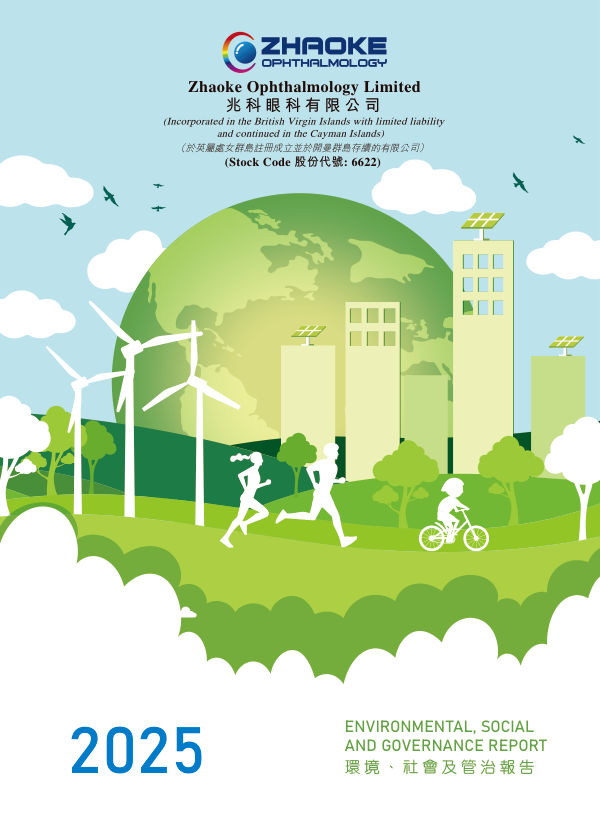 ZHAOKE
OPHTHALMOLOGY
Zhaoke Ophthalmology Limited
兆科眼科有限公司
(Incorporated in the British Virgin Islands with limited liability
and continued in the Cayman Islands)
（於英屬處女群島註冊成立並於開曼群島存續的有限公司）
(Stock Code 股份代號: 6622)
2025
ENVIRONMENTAL, SOCIAL
AND GOVERNANCE REPORT
環境、社會及管治報告